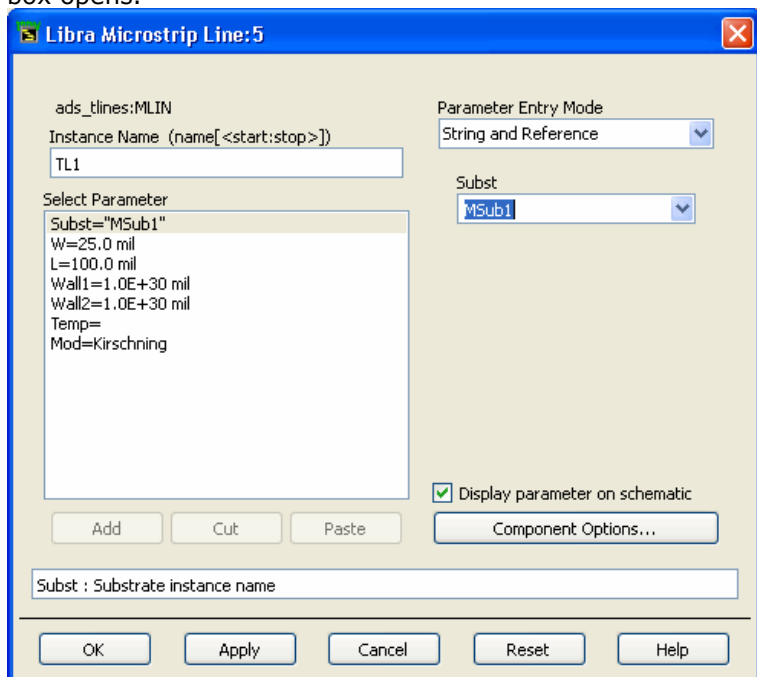 box opens.
Libra Microstrip Line:5
ads_tlines:MLIN
Instance Name (name[<start:stop>])
TL1
Select Parameter
Subst="MSub1"
W=25.0 mil
L=100.0 mil
Wall1=1.0E+30 mil
Wall2=1.0E+30 mil
Temp=
Mod=Kirschning
Add Cut Paste
Parameter Entry Mode
String and Reference
Subst
MSub1
Display parameter on schematic
Component Options...
Subst : Substrate instance name
OK Apply Cancel Reset Help